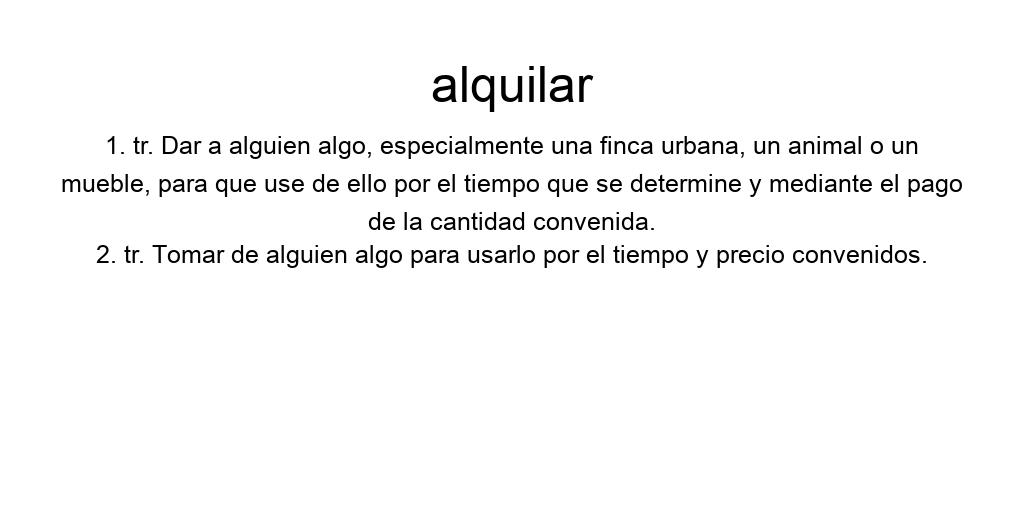 alquilar
1. tr. Dar a alguien algo, especialmente una finca urbana, un animal o un
mueble, para que use de ello por el tiempo que se determine y mediante el pago
de la cantidad convenida.
2. tr. Tomar de alguien algo para usarlo por el tiempo y precio convenidos.